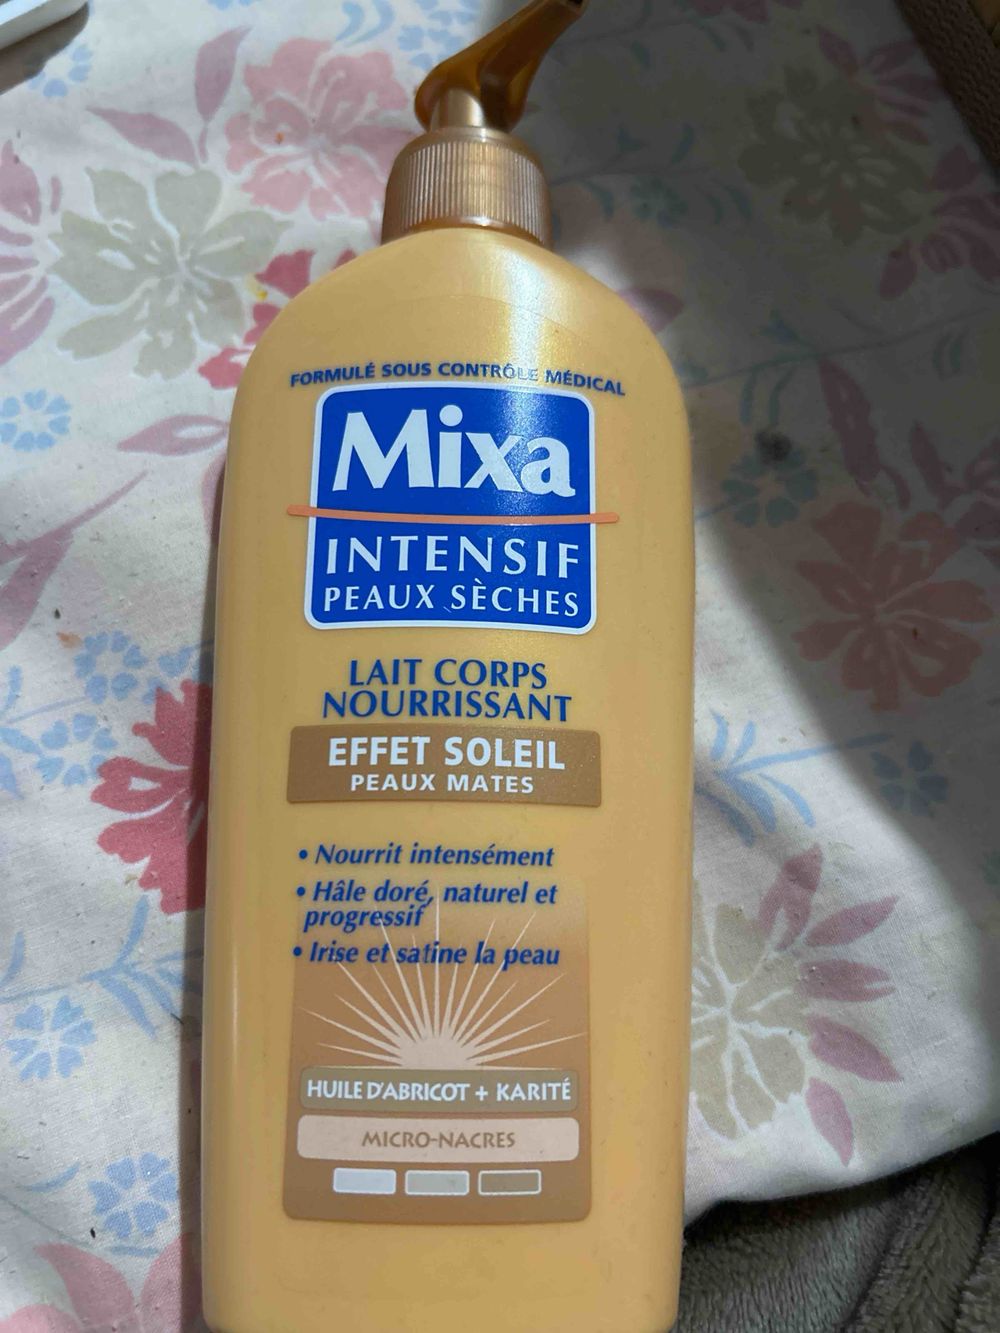 FORMULÉ SOUS CONTRÔLE MÉDICAL
Mixa
INTENSIF
PEAUX SÈCHES
LAIT CORPS
NOURRISSANT
EFFET SOLEIL
PEAUX MATES
• Nourrit intensément
• Hâle doré, naturel et
progressif
• Irise et satine la peau
HUILE D'ABRICOT + KARITÉ
MICRO-NACRES